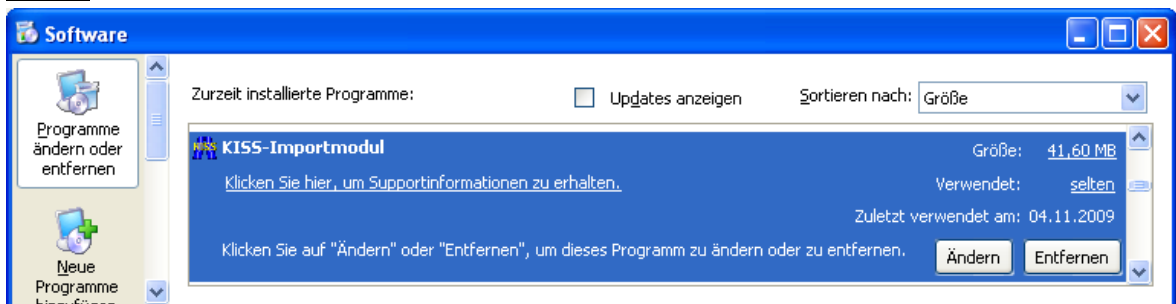 Software
Programme
ändern oder
entfernen
Neue
Programme
hinzufügen
Zurzeit installierte Programme:
Updates anzeigen
Sortieren nach: Größe
KISS-Importmodul
Größe: 41,60 MB
Klicken Sie hier, um Supportinformationen zu erhalten.
Verwendet: selten
Zuletzt verwendet am: 04.11.2009
Klicken Sie auf "Ändern" oder "Entfernen", um dieses Programm zu ändern oder zu entfernen.
Ändern Entfernen